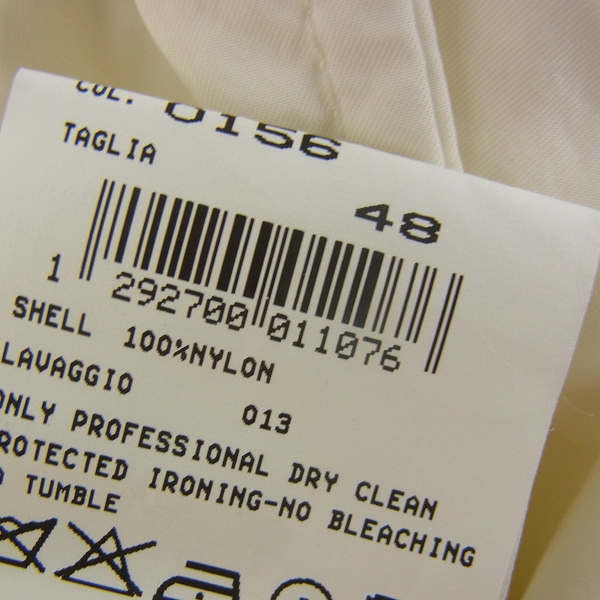 COL. 0156
TAGLIA
48
1 292700 011076
SHELL 100%NYLON
LAVAGGIO 013
ONLY PROFESSIONAL DRY CLEAN
PROTECTED IRONING-NO BLEACHING
TUMBLE